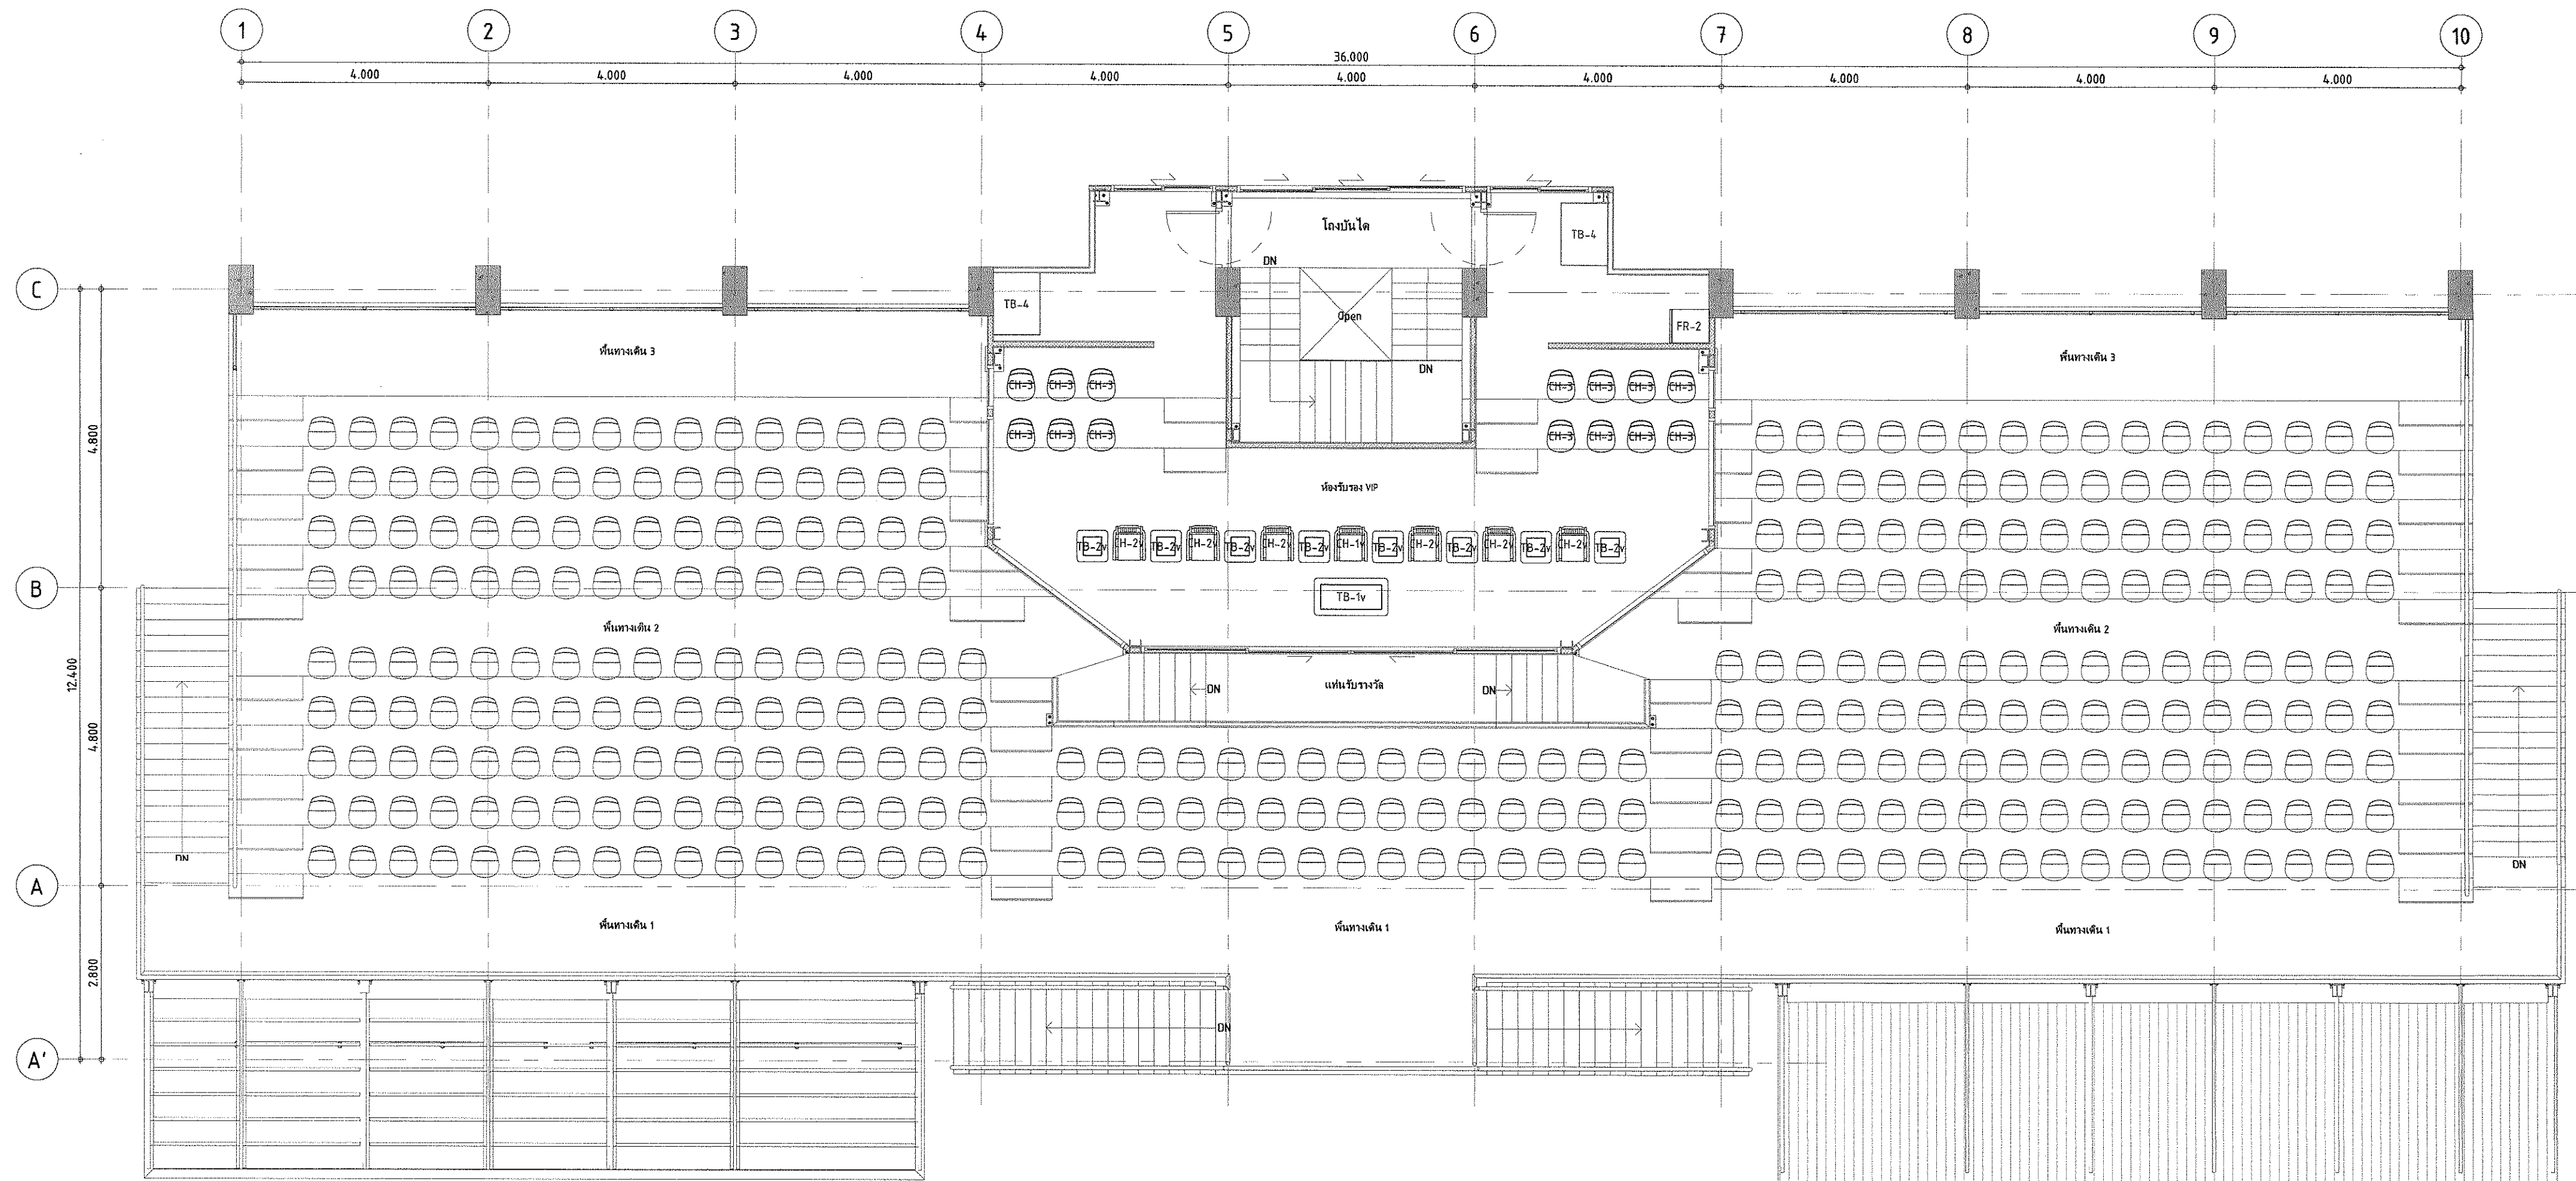 1 2 3 4 5 6 7 8 9 10
36.000
4.000 4.000 4.000 4.000 4.000 4.000 4.000 4.000 4.000
โถงบันได
TB-4
DN
C
TB-4
Open
FR-2
พื้นทางเดิน 3
พื้นทางเดิน 3
DN
CH-3 CH-3 CH-3 CH-3 CH-3 CH-3 CH-3
4.800
CH-3 CH-3 CH-3 CH-3 CH-3 CH-3 CH-3
ห้องรับรอง VIP
TB-2v CH-2v TB-2v CH-2v TB-2v CH-2v TB-2v CH-1v TB-2v CH-2v TB-2v CH-2v TB-2v CH-2v TB-2v
B
TB-1v
พื้นทางเดิน 2
พื้นทางเดิน 2
12.400
DN
แท่นรับรางวัล
DN
4.800
DN
DN
A
พื้นทางเดิน 1
พื้นทางเดิน 1
พื้นทางเดิน 1
2.800
DN
A'